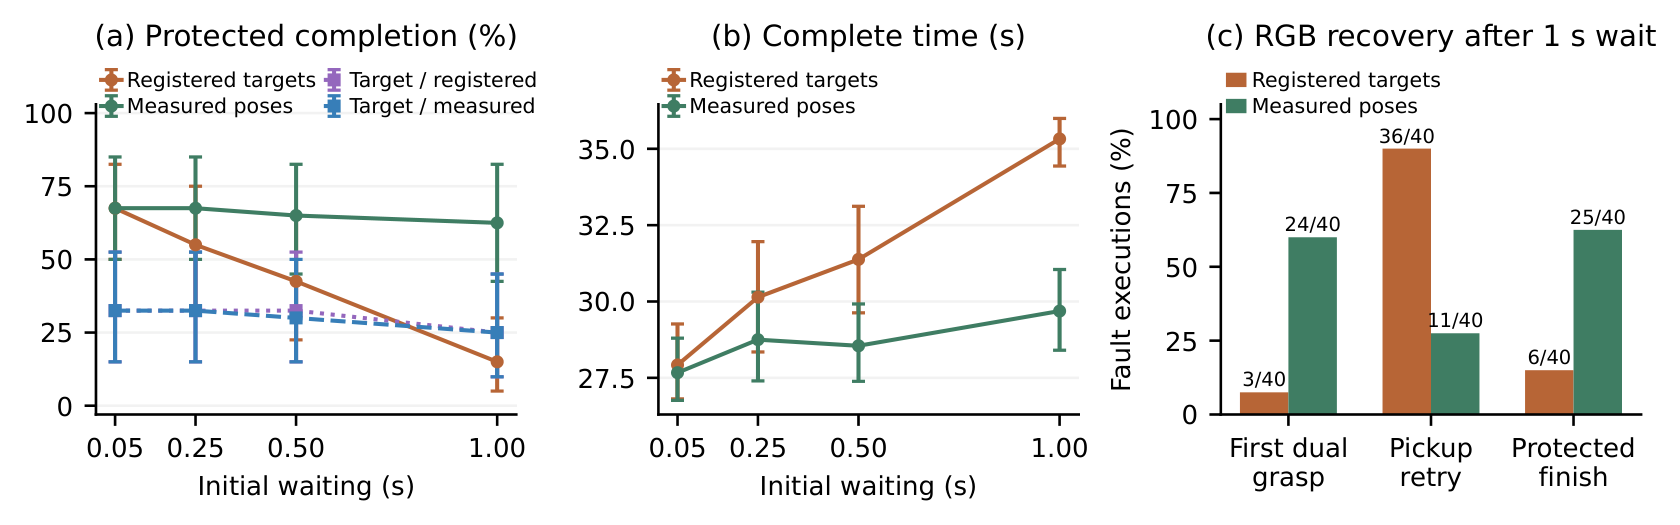 (a) Protected completion (%)
Registered targets
Measured poses
Target / registered
Target / measured
100
75
50
25
0
0.05 0.25 0.50 1.00
Initial waiting (s)
(b) Complete time (s)
Registered targets
Measured poses
35.0
32.5
30.0
27.5
0.05 0.25 0.50 1.00
Initial waiting (s)
(c) RGB recovery after 1 s wait
Registered targets
Measured poses
Fault executions (%)
100
75
50
25
0
3/40
24/40
36/40
11/40
6/40
25/40
First dual
grasp
Pickup
retry
Protected
finish